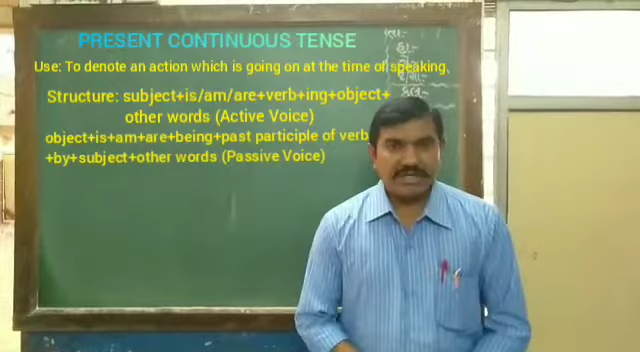 PRESENT CONTINUOUS TENSE
Use: To denote an action which is going on at the time of speaking.
Structure: subject+is/am/are+verb+ing+object+
other words (Active Voice)
object+is+am+are+being+past participle of verb
+by+subject+other words (Passive Voice)